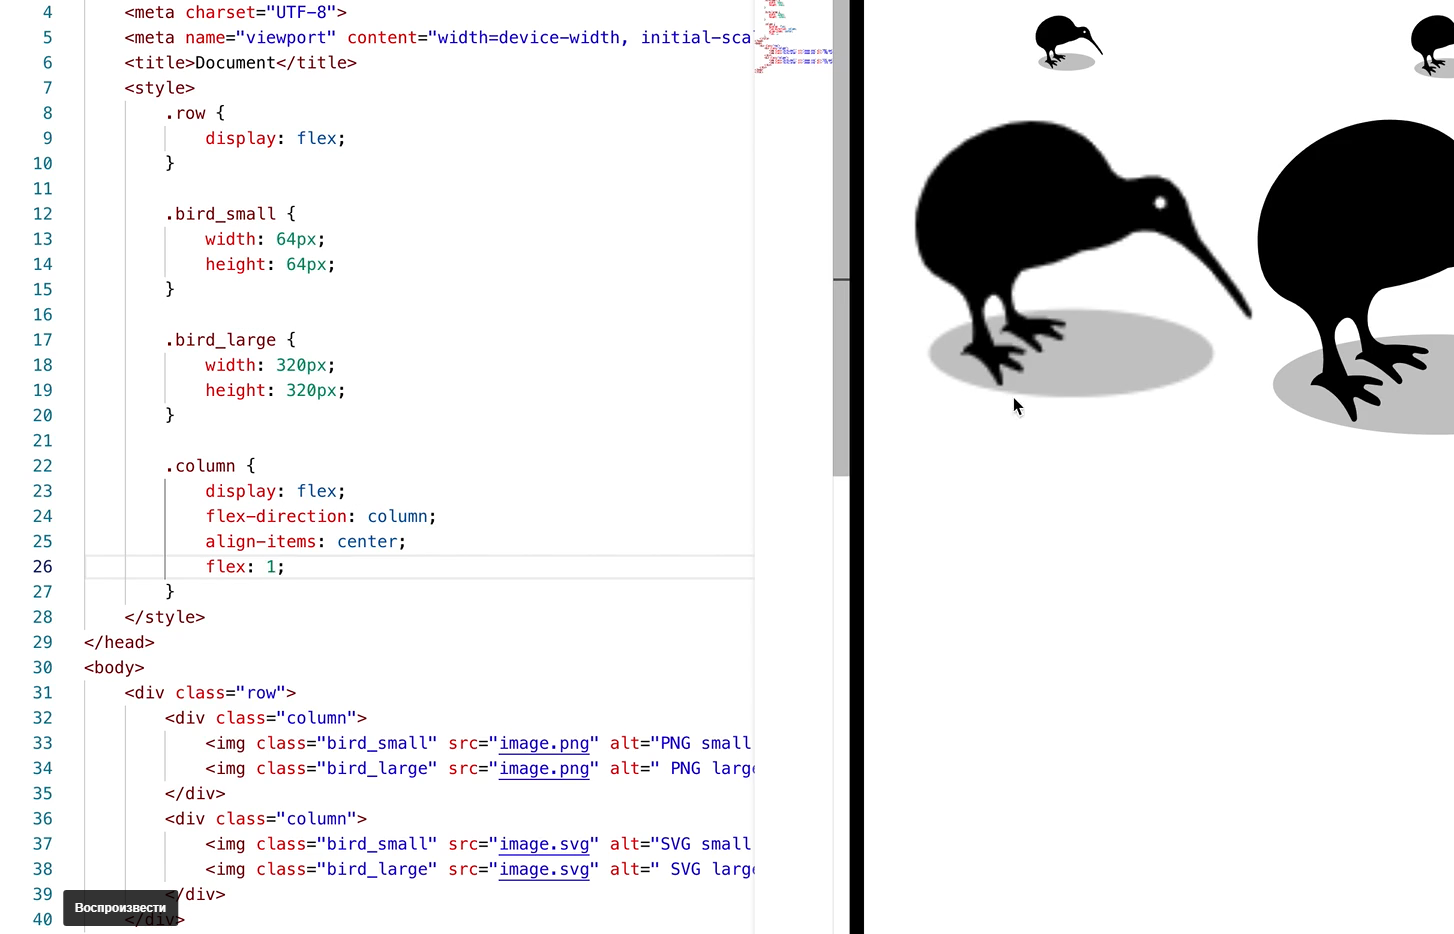 4 <meta charset="UTF-8">
5 <meta name="viewport" content="width=device-width, initial-sca
6 <title>Document</title>
7 <style>
8 .row {
9 display: flex;
10 }
11
12 .bird_small {
13 width: 64px;
14 height: 64px;
15 }
16
17 .bird_large {
18 width: 320px;
19 height: 320px;
20 }
21
22 .column {
23 display: flex;
24 flex-direction: column;
25 align-items: center;
26 flex: 1;
27 }
28 </style>
29 </head>
30 <body>
31 <div class="row">
32 <div class="column">
33 <img class="bird_small" src="image.png" alt="PNG small
34 <img class="bird_large" src="image.png" alt=" PNG larg
35 </div>
36 <div class="column">
37 <img class="bird_small" src="image.svg" alt="SVG small
38 <img class="bird_large" src="image.svg" alt=" SVG larg
39 </div>
Воспроизвести
40 </div>